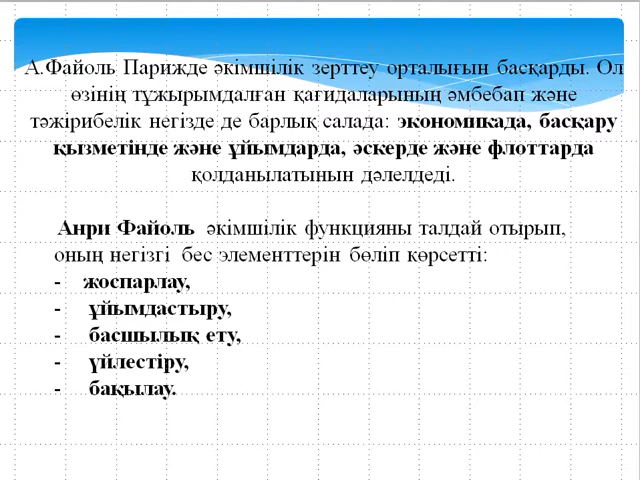 А.Файоль Парижде әкімшілік зерттеу орталығын басқарды. Ол
өзінің тұжырымдалған қағидаларының әмбебап және
тәжірибелік негізде де барлық салада: экономикада, басқару
қызметінде және ұйымдарда, әскерде және флоттарда
қолданылатынын дәлелдеді.
Анри Файоль әкімшілік функцияны талдай отырып,
оның негізгі бес элементтерін бөліп көрсетті:
- жоспарлау,
- ұйымдастыру,
- басшылық ету,
- үйлестіру,
- бақылау.